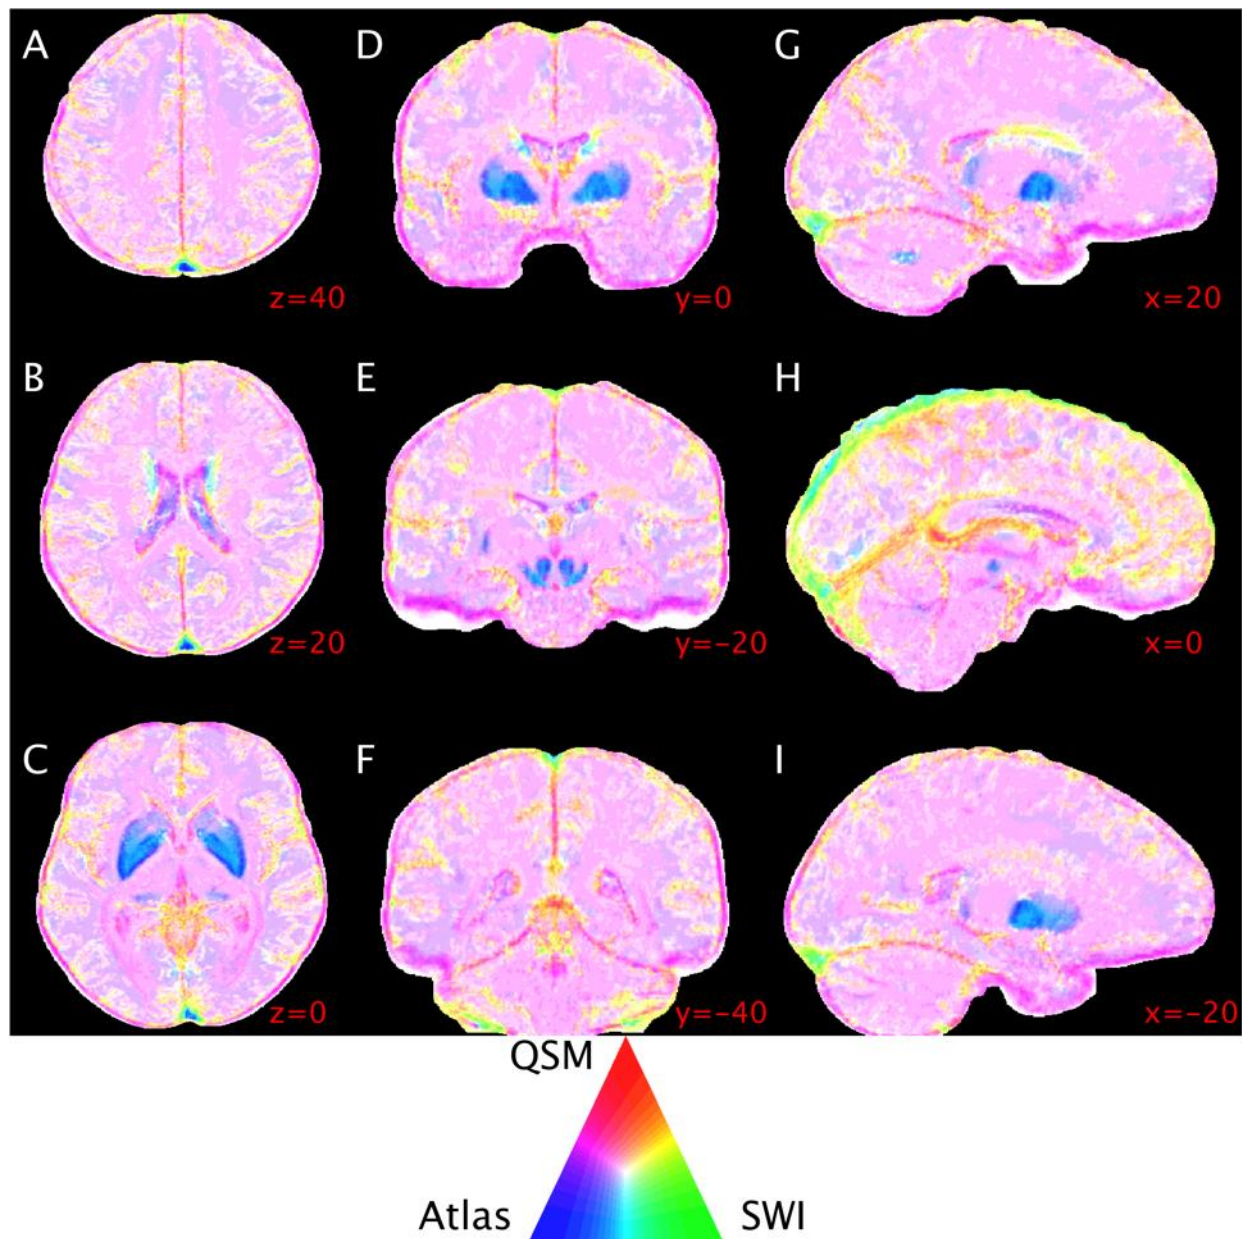 A D G
z=40 y=0 x=20
B E H
z=20 y=-20 x=0
C F I
z=0 y=-40 x=-20
QSM
Atlas SWI